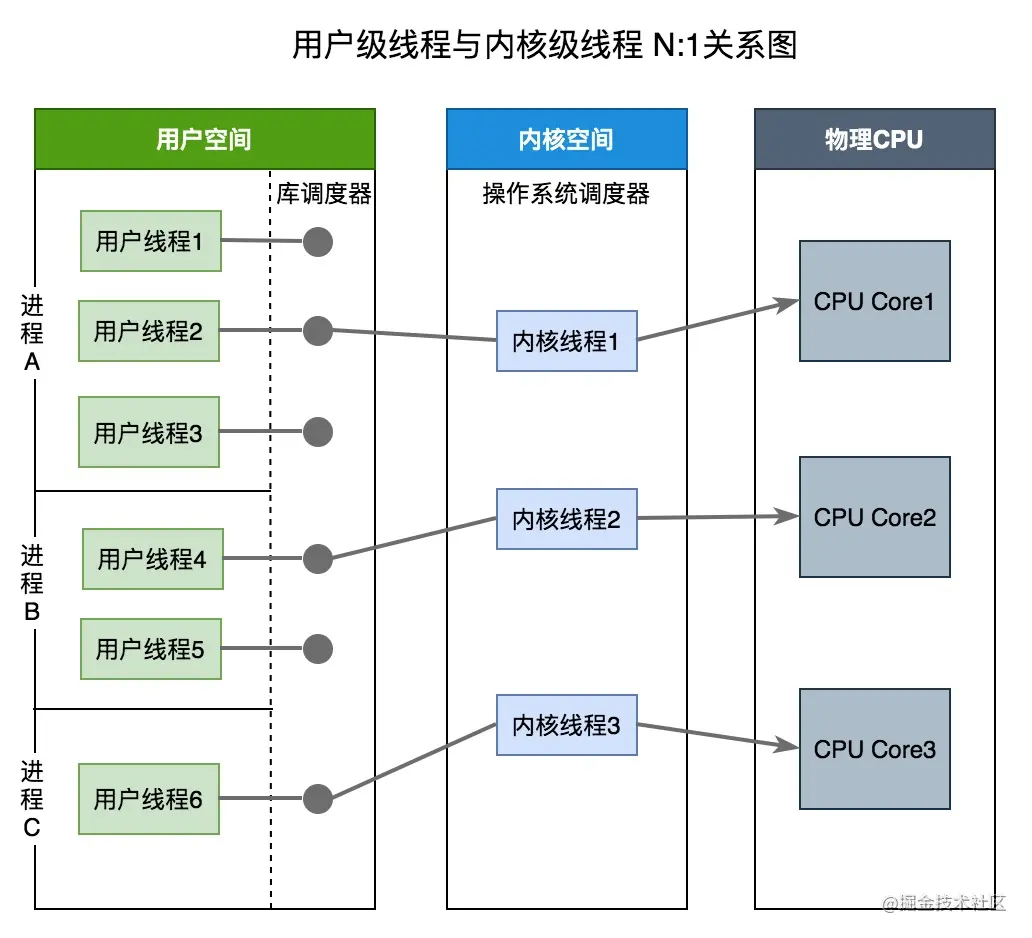 用户级线程与内核级线程 N:1关系图
用户空间
内核空间
物理CPU
库调度器
操作系统调度器
进程A
用户线程1
用户线程2
用户线程3
进程B
用户线程4
用户线程5
进程C
用户线程6
内核线程1
内核线程2
内核线程3
CPU Core1
CPU Core2
CPU Core3
@掘金技术社区